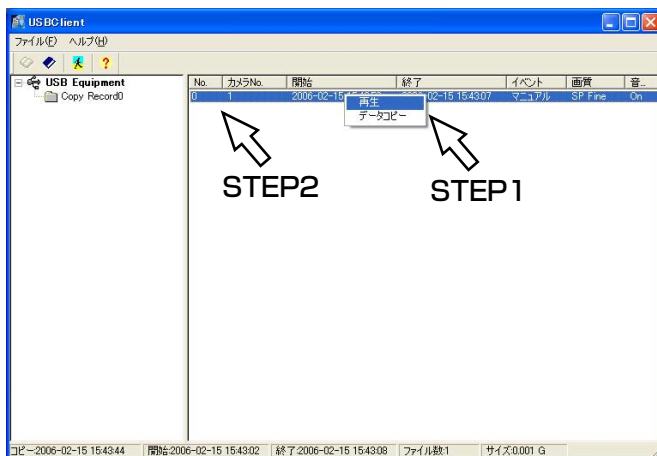 USBClient
ファイル(F) ヘルプ(H)
?
USB Equipment
Copy Record0
No. カメラNo. 開始 終了 イベント 画質 音...
0 1 2006-02-15 02-15 15:43:07 マニュアル SP Fine On
再生
データコピー
STEP2
STEP1
コピー:2006-02-15 15:43:44 開始:2006-02-15 15:43:02 終了:2006-02-15 15:43:08 ファイル数:1 サイズ:0.001 G